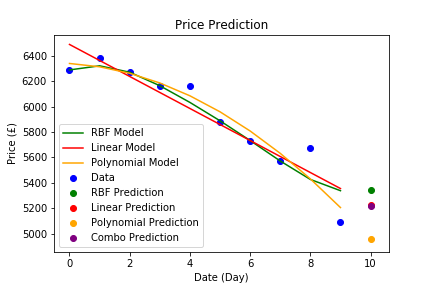 Price Prediction
Price (£)
6400
6200
6000
5800
5600
5400
5200
5000
RBF Model
Linear Model
Polynomial Model
Data
RBF Prediction
Linear Prediction
Polynomial Prediction
Combo Prediction
0 2 4 6 8 10
Date (Day)